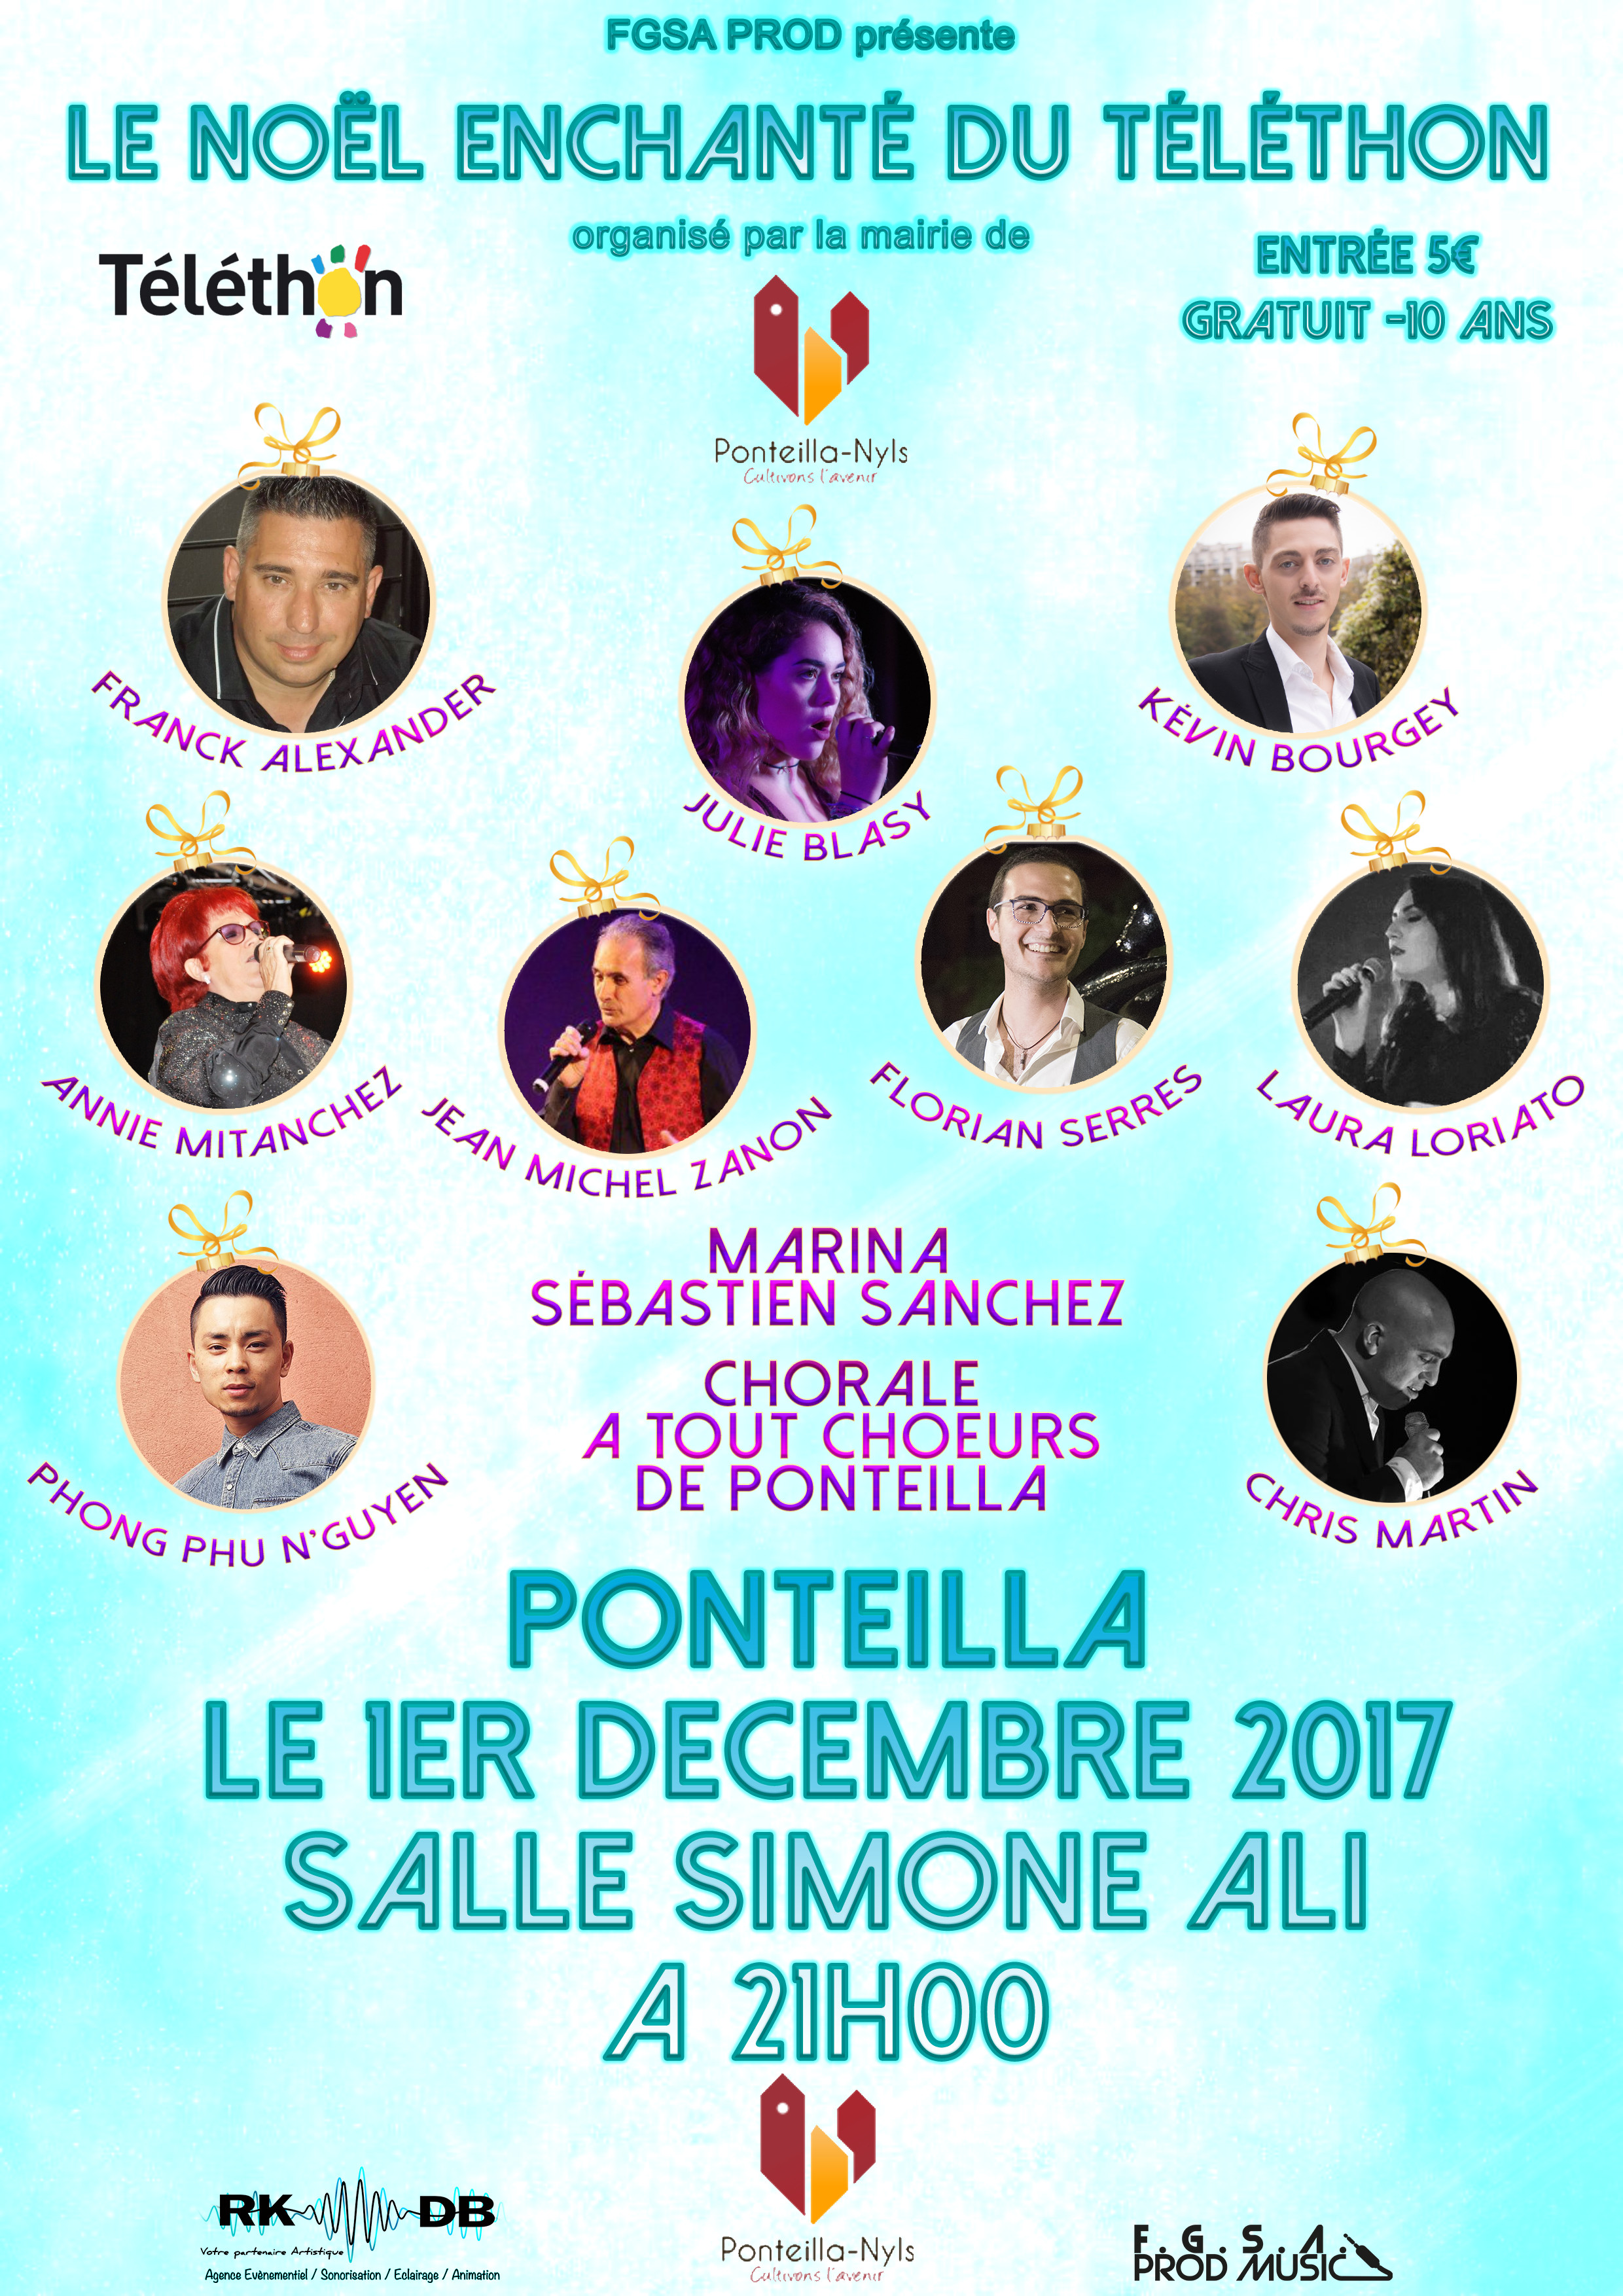 FGSA PROD présente
LE NOËL ENCHANTÉ DU TÉLÉTHON
organisé par la mairie de
Téléthon
ENTRÉE 5€
GRATUIT -10 ANS
Ponteilla-Nyls
Cultivons l'avenir
FRANCK ALEXANDER
JULIE BLASY
KÉVIN BOURGEY
ANNIE MITANCHEZ
JEAN MICHEL ZANON
FLORIAN SERRES
LAURA LORIATO
MARINA
SÉBASTIEN SANCHEZ
CHORALE
A TOUT CHOEURS
DE PONTEILLA
PHONG PHU N'GUYEN
CHRIS MARTIN
PONTEILLA
LE 1ER DECEMBRE 2017
SALLE SIMONE ALI
A 21H00
RK DB
Votre partenaire Artistique
Agence Evènementiel / Sonorisation / Eclairage / Animation
Ponteilla-Nyls
Cultivons l'avenir
F.G.S.A.
PROD MUSIC